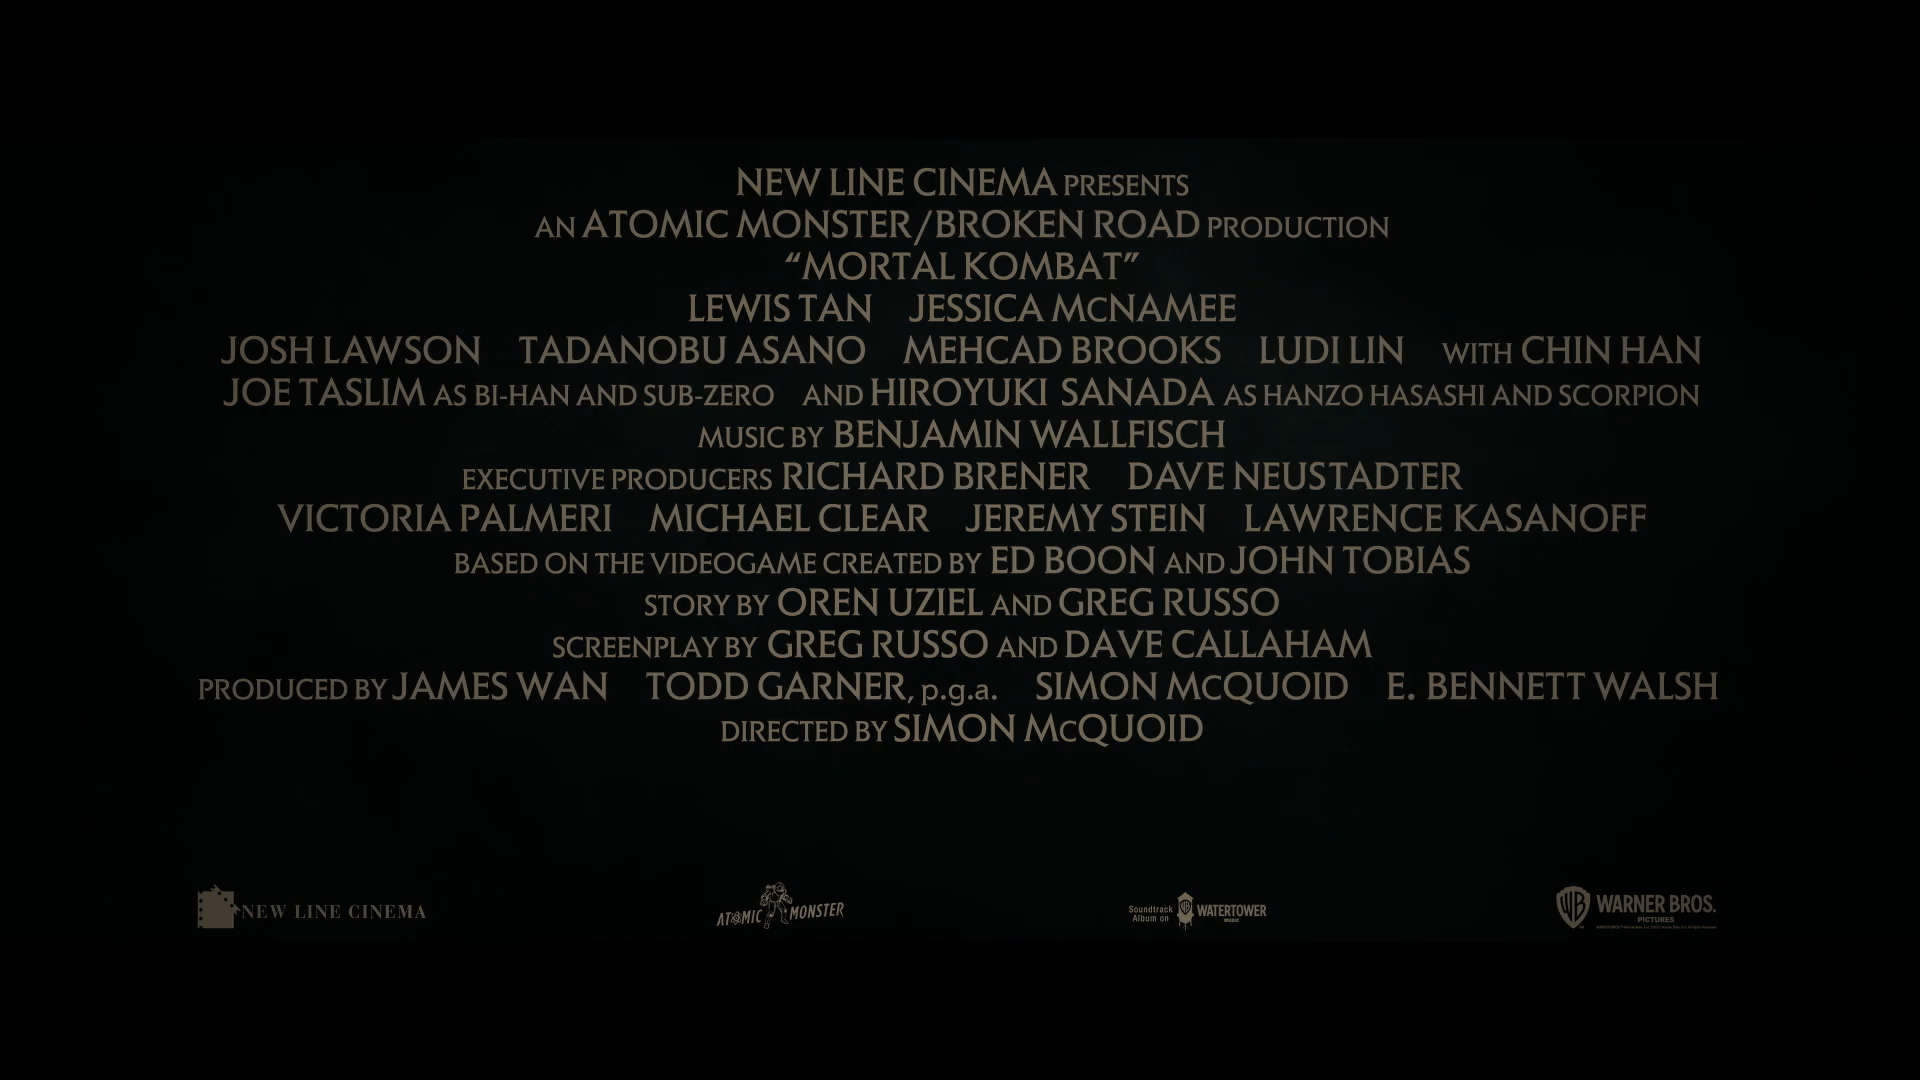 NEW LINE CINEMA PRESENTS
AN ATOMIC MONSTER/BROKEN ROAD PRODUCTION
“MORTAL KOMBAT”
LEWIS TAN JESSICA McNAMEE
JOSH LAWSON TADANOBU ASANO MEHCAD BROOKS LUDI LIN WITH CHIN HAN
JOE TASLIM AS BI-HAN AND SUB-ZERO AND HIROYUKI SANADA AS HANZO HASASHI AND SCORPION
MUSIC BY BENJAMIN WALLFISCH
EXECUTIVE PRODUCERS RICHARD BRENER DAVE NEUSTADTER
VICTORIA PALMERI MICHAEL CLEAR JEREMY STEIN LAWRENCE KASANOFF
BASED ON THE VIDEOGAME CREATED BY ED BOON AND JOHN TOBIAS
STORY BY OREN UZIEL AND GREG RUSSO
SCREENPLAY BY GREG RUSSO AND DAVE CALLAHAM
PRODUCED BY JAMES WAN TODD GARNER, p.g.a. SIMON McQUOID E. BENNETT WALSH
DIRECTED BY SIMON McQUOID
NEW LINE CINEMA
ATOMIC MONSTER
Soundtrack
Album on
WB
WATERTOWER
MUSIC
WB
WARNER BROS.
PICTURES